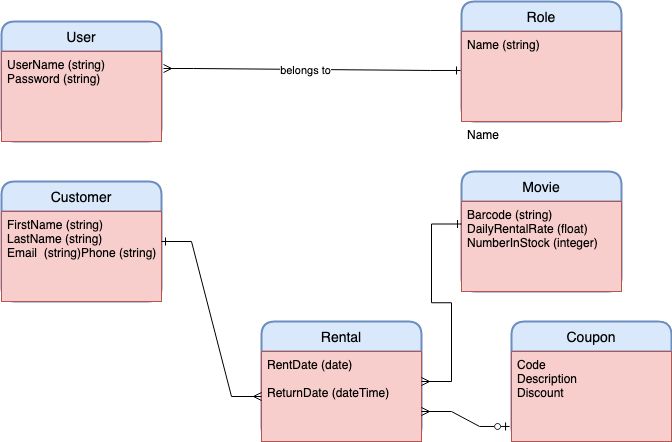 User
UserName (string)
Password (string)
belongs to
Role
Name (string)
Name
Customer
FirstName (string)
LastName (string)
Email  (string)Phone (string)
Movie
Barcode (string)
DailyRentalRate (float)
NumberInStock (integer)
Rental
RentDate (date)
ReturnDate (dateTime)
Coupon
Code
Description
Discount